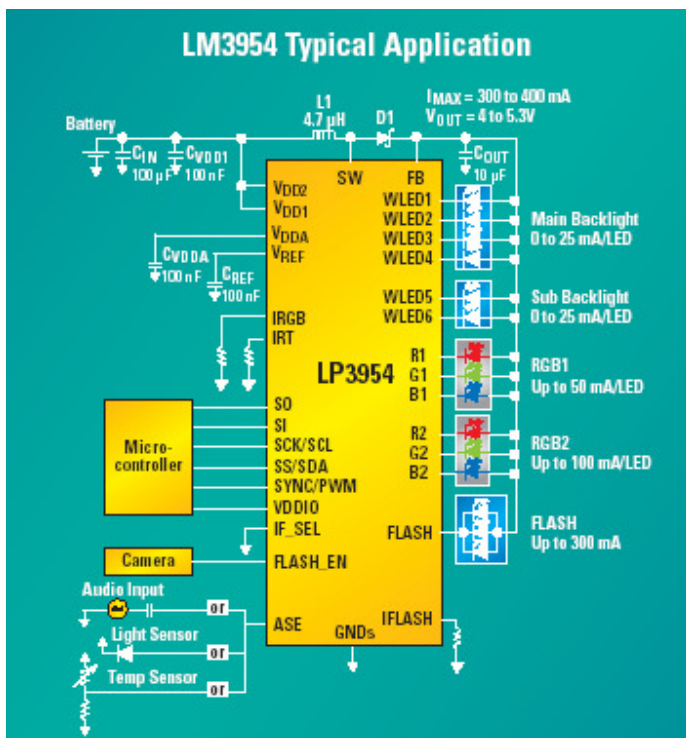 LM3954 Typical Application
IMAX = 300 to 400 mA
VOUT = 4 to 5.3V
L1
4.7 µH
D1
Battery
CIN
100 µF
CVDD1
100 nF
COUT
10 µF
SW
FB
VDD2
VDD1
VDDA
VREF
CVDDA
100 nF
CREF
100 nF
IRGB
IRT
LP3954
WLED1
WLED2
WLED3
WLED4
Main Backlight
0 to 25 mA/LED
WLED5
WLED6
Sub Backlight
0 to 25 mA/LED
R1
G1
B1
RGB1
Up to 50 mA/LED
R2
G2
B2
RGB2
Up to 100 mA/LED
FLASH
FLASH
Up to 300 mA
Micro-
controller
SO
SI
SCK/SCL
SS/SDA
SYNC/PWM
VDDIO
IF_SEL
Camera
FLASH_EN
Audio Input
or
Light Sensor
or
Temp Sensor
or
ASE
GNDs
IFLASH